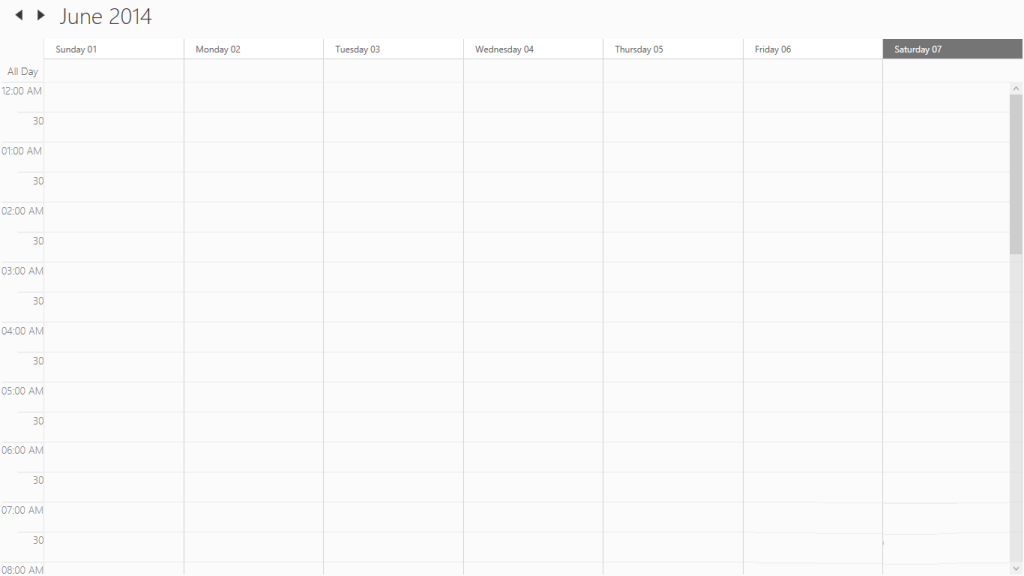 June 2014
Sunday 01 Monday 02 Tuesday 03 Wednesday 04 Thursday 05 Friday 06 Saturday 07
All Day
12:00 AM
30
01:00 AM
30
02:00 AM
30
03:00 AM
30
04:00 AM
30
05:00 AM
30
06:00 AM
30
07:00 AM
30
08:00 AM